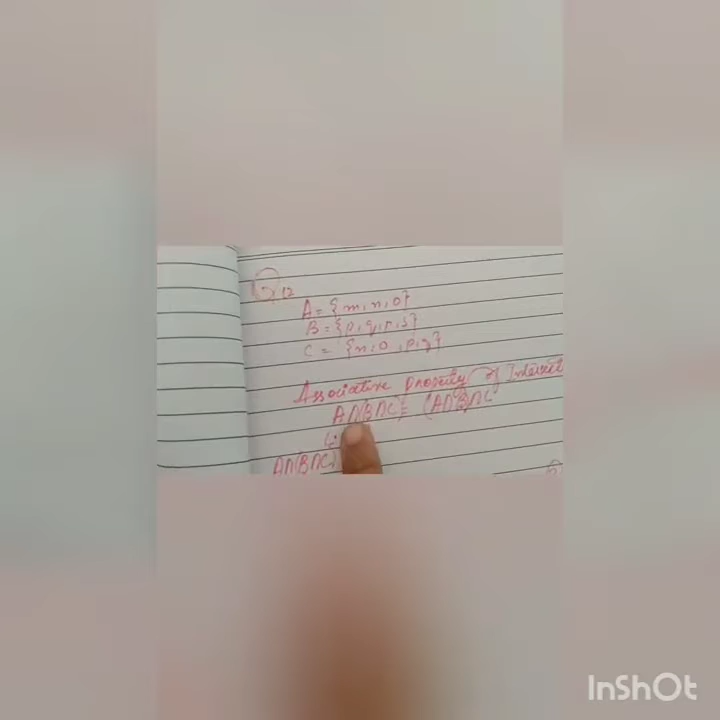 Q12
A = {m, n, o}
B = {p, q, r, s}
C = {n, o, p, q}
Associative property of Intersect
A∩(B∩C) = (A∩B)∩C
A∩(B∩C)
InShOt